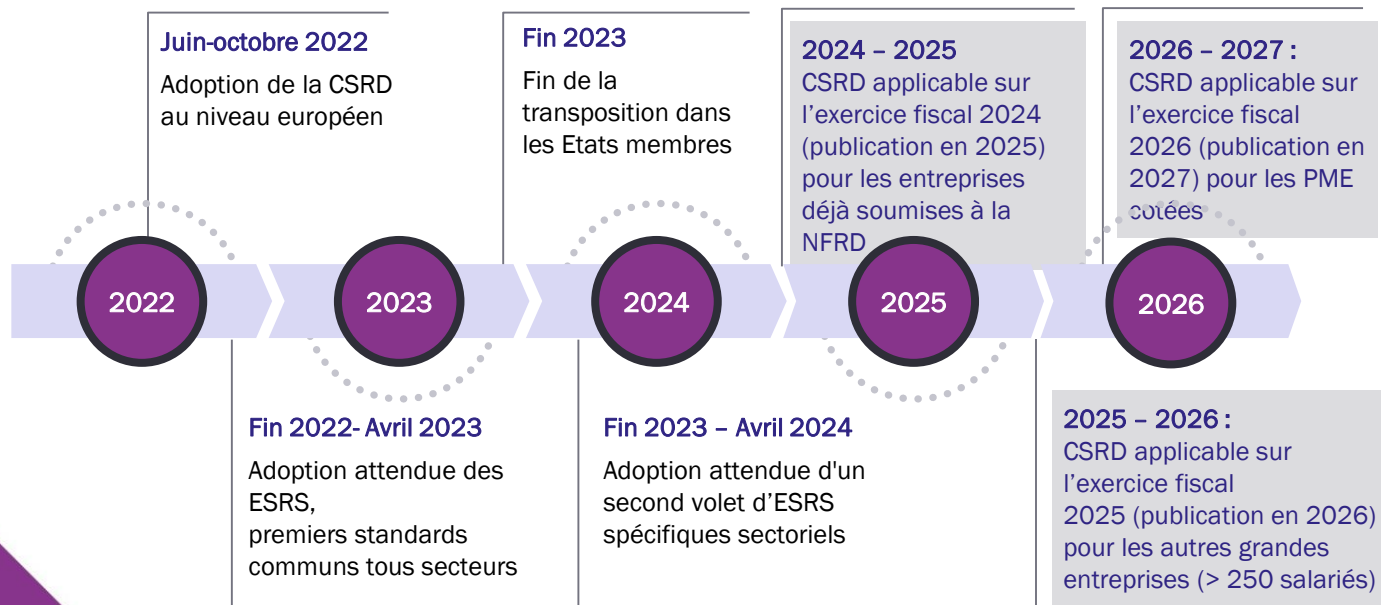 Juin-octobre 2022
Adoption de la CSRD
au niveau européen
Fin 2023
Fin de la
transposition dans
les Etats membres
2024 – 2025
CSRD applicable sur
l’exercice fiscal 2024
(publication en 2025)
pour les entreprises
déjà soumises à la
NFRD
2026 – 2027 :
CSRD applicable sur
l’exercice fiscal
2026 (publication en
2027) pour les PME
cotées
2022
2023
2024
2025
2026
Fin 2022- Avril 2023
Adoption attendue des
ESRS,
premiers standards
communs tous secteurs
Fin 2023 – Avril 2024
Adoption attendue d'un
second volet d’ESRS
spécifiques sectoriels
2025 – 2026 :
CSRD applicable sur
l’exercice fiscal
2025 (publication en 2026)
pour les autres grandes
entreprises (> 250 salariés)